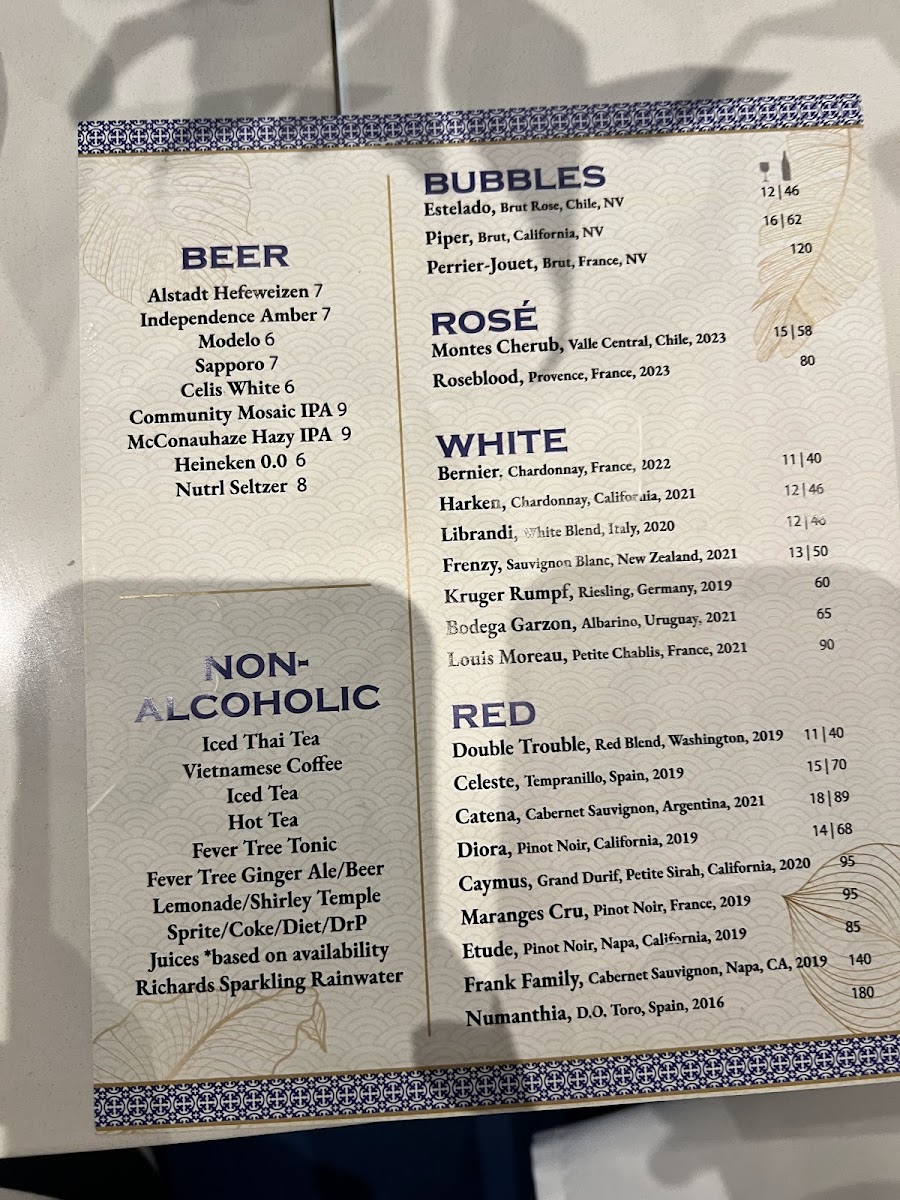 BEER
Alstadt Hefeweizen 7
Independence Amber 7
Modelo 6
Sapporo 7
Celis White 6
Community Mosaic IPA 9
McConauhaze Hazy IPA 9
Heineken 0.0 6
Nutrl Seltzer 8
NON-
ALCOHOLIC
Iced Thai Tea
Vietnamese Coffee
Iced Tea
Hot Tea
Fever Tree Tonic
Fever Tree Ginger Ale/Beer
Lemonade/Shirley Temple
Sprite/Coke/Diet/DrP
Juices *based on availability
Richards Sparkling Rainwater
BUBBLES
Estelado, Brut Rose, Chile, NV 12|46
Piper, Brut, California, NV 16|62
Perrier-Jouet, Brut, France, NV 120
ROSÉ
Montes Cherub, Valle Central, Chile, 2023 15|58
Roseblood, Provence, France, 2023 80
WHITE
Bernier, Chardonnay, France, 2022 11|40
Harken, Chardonnay, California, 2021 12|46
Librandi, White Blend, Italy, 2020 12|46
Frenzy, Sauvignon Blanc, New Zealand, 2021 13|50
Kruger Rumpf, Riesling, Germany, 2019 60
Bodega Garzon, Albarino, Uruguay, 2021 65
Louis Moreau, Petite Chablis, France, 2021 90
RED
Double Trouble, Red Blend, Washington, 2019 11|40
Celeste, Tempranillo, Spain, 2019 15|70
Catena, Cabernet Sauvignon, Argentina, 2021 18|89
Diora, Pinot Noir, California, 2019 14|68
Caymus, Grand Durif, Petite Sirah, California, 2020 95
Maranges Cru, Pinot Noir, France, 2019 95
Etude, Pinot Noir, Napa, California, 2019 85
Frank Family, Cabernet Sauvignon, Napa, CA, 2019 140
Numanthia, D.O. Toro, Spain, 2016 180